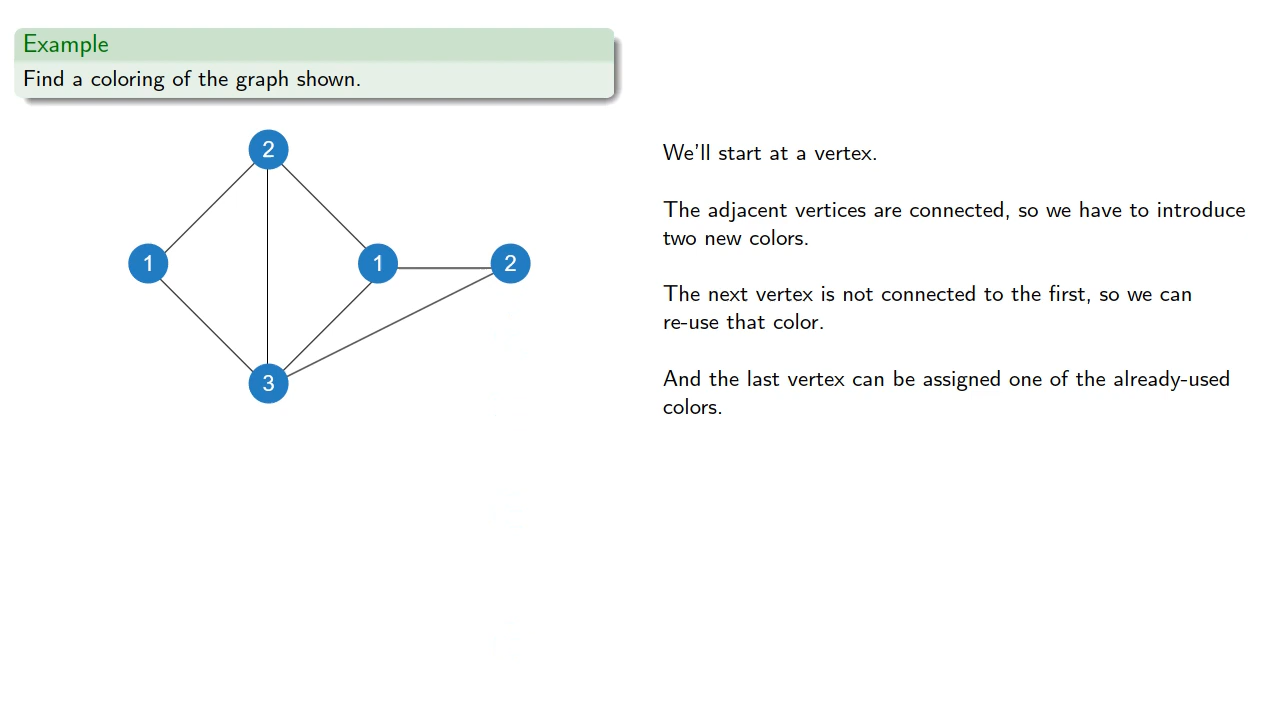 Example
Find a coloring of the graph shown.
2
1
1
2
3
We'll start at a vertex.
The adjacent vertices are connected, so we have to introduce
two new colors.
The next vertex is not connected to the first, so we can
re-use that color.
And the last vertex can be assigned one of the already-used
colors.